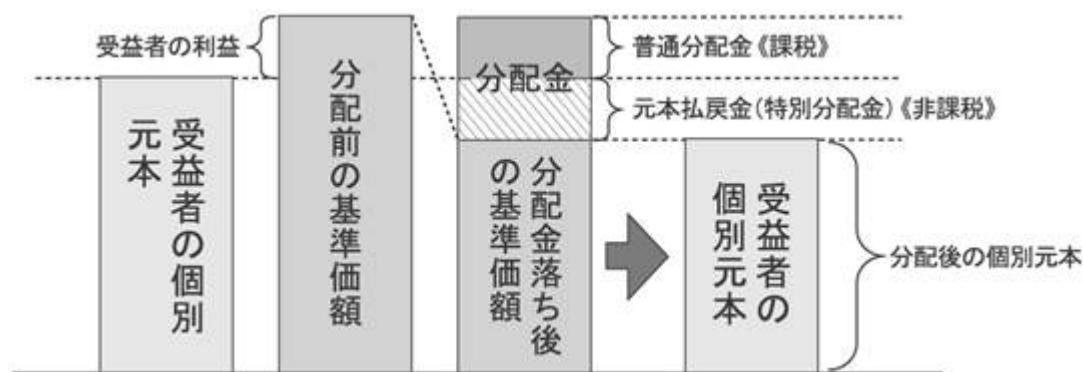 受益者の利益
受益者の個別
元本
分配前の基準価額
分配金
分配金落ち後
の基準価額
普通分配金《課税》
元本払戻金(特別分配金)《非課税》
受益者の
個別元本
分配後の個別元本